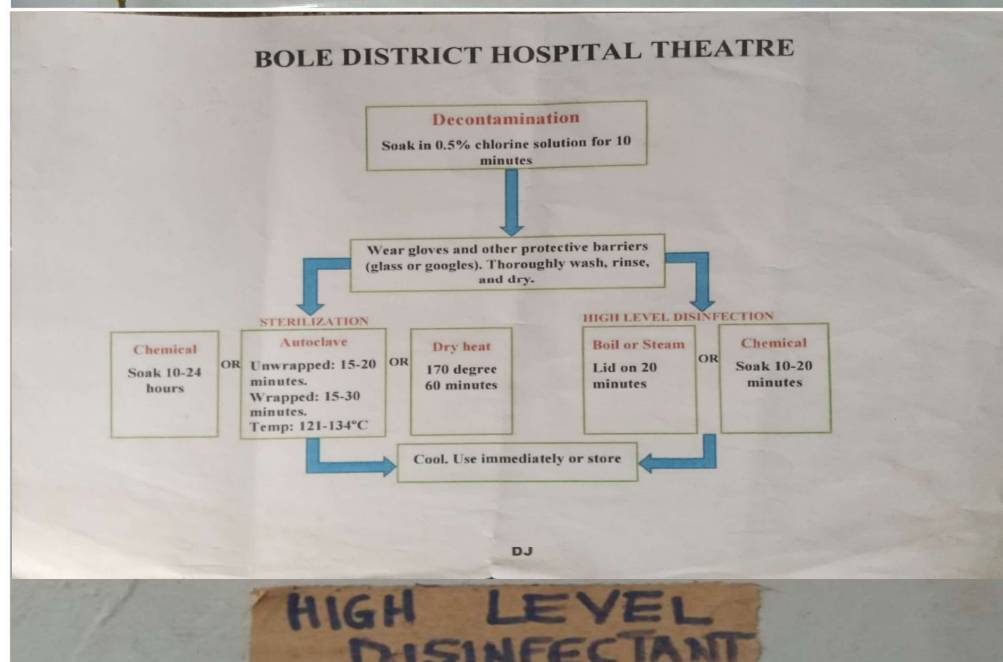 BOLE DISTRICT HOSPITAL THEATRE
Decontamination
Soak in 0.5% chlorine solution for 10
minutes
Wear gloves and other protective barriers
(glass or googles). Thoroughly wash, rinse,
and dry.
STERILIZATION
Chemical
Soak 10-24
hours
OR
Autoclave
Unwrapped: 15-20
minutes.
Wrapped: 15-30
minutes.
Temp: 121-134°C
OR
Dry heat
170 degree
60 minutes
HIGH LEVEL DISINFECTION
Boil or Steam
Lid on 20
minutes
OR
Chemical
Soak 10-20
minutes
Cool. Use immediately or store
DJ
HIGH LEVEL
DISINFECTANT